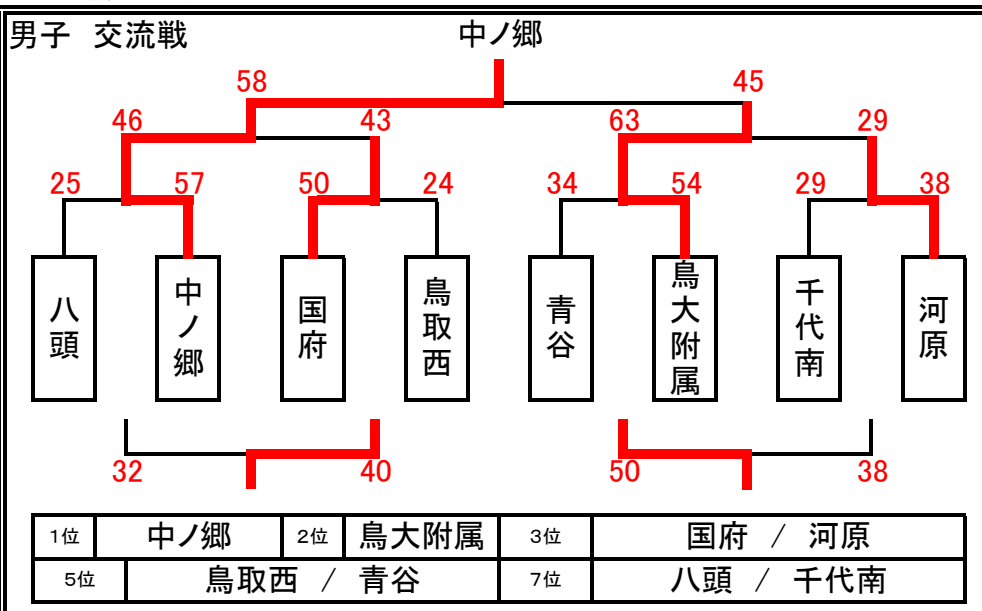 男子 交流戦
中ノ郷
58 45
46 43 63 29
25 57 50 24 34 54 29 38
八頭
中ノ郷
国府
鳥取西
青谷
鳥大附属
千代南
河原
32 40 50 38
1位 中ノ郷 2位 鳥大附属 3位 国府 / 河原
5位 鳥取西 / 青谷 7位 八頭 / 千代南